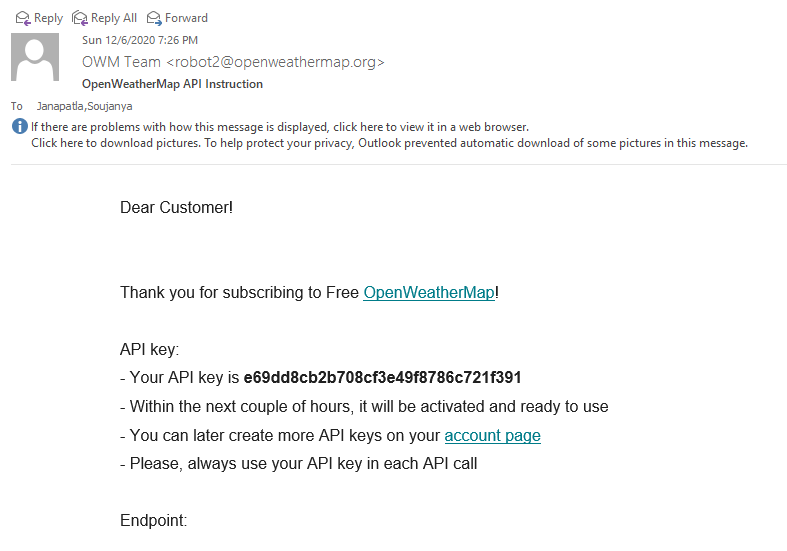 Reply Reply All Forward
Sun 12/6/2020 7:26 PM
OWM Team <robot2@openweathermap.org>
OpenWeatherMap API Instruction
To Janapatla,Soujanya
If there are problems with how this message is displayed, click here to view it in a web browser.
Click here to download pictures. To help protect your privacy, Outlook prevented automatic download of some pictures in this message.
Dear Customer!
Thank you for subscribing to Free OpenWeatherMap!
API key:
- Your API key is e69dd8cb2b708cf3e49f8786c721f391
- Within the next couple of hours, it will be activated and ready to use
- You can later create more API keys on your account page
- Please, always use your API key in each API call
Endpoint: